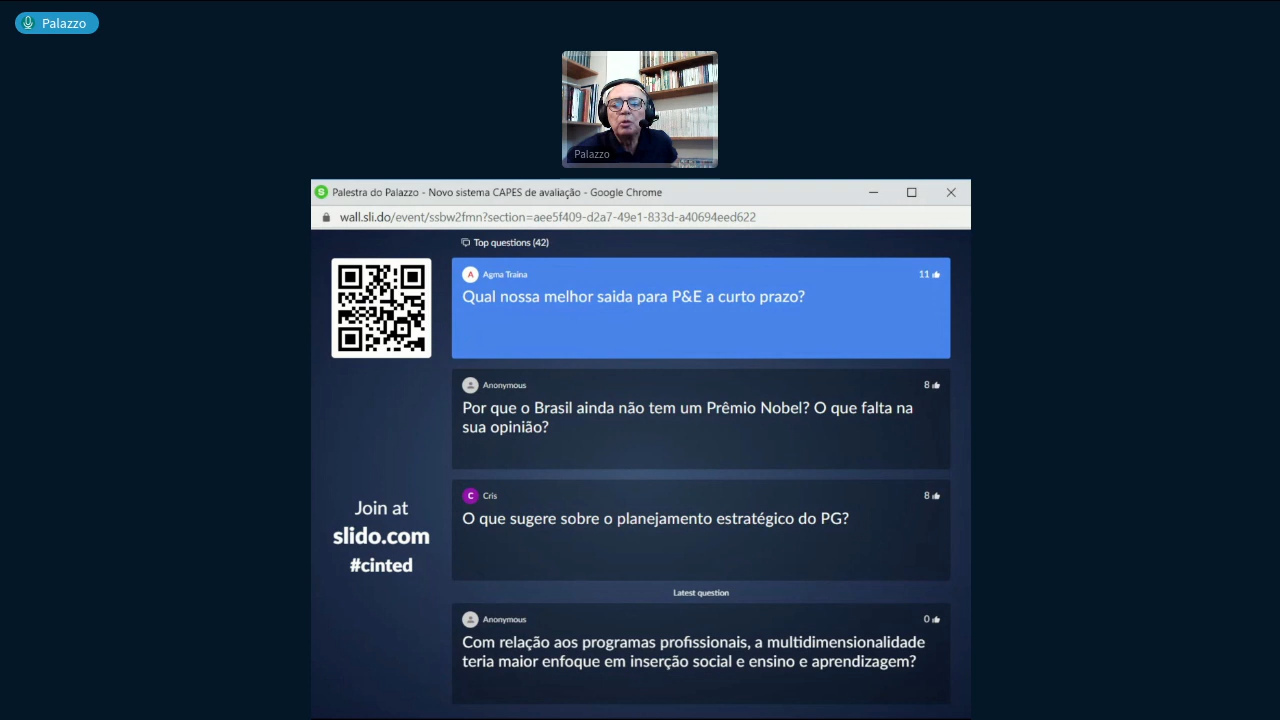 Palazzo
Palazzo
Palestra do Palazzo - Novo sistema CAPES de avaliação - Google Chrome
wall.sli.do/event/ssbw2fmn?section=aee5f409-d2a7-49e1-833d-a40694eed622
Top questions (42)
A Agma Traina 11
Qual nossa melhor saida para P&E a curto prazo?
Anonymous 8
Por que o Brasil ainda não tem um Prêmio Nobel? O que falta na
sua opinião?
C Cris 8
O que sugere sobre o planejamento estratégico do PG?
Join at
slido.com
#cinted
Latest question
Anonymous 0
Com relação aos programas profissionais, a multidimensionalidade
teria maior enfoque em inserção social e ensino e aprendizagem?